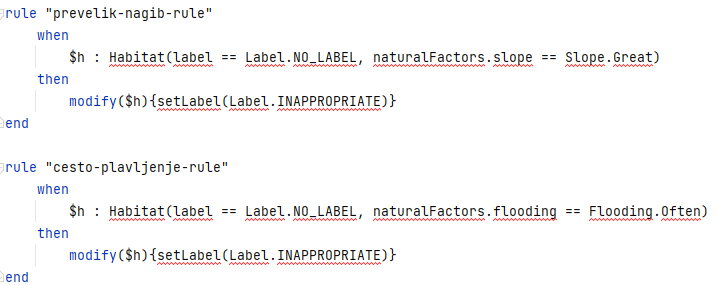 rule "prevelik-nagib-rule"
when
$h : Habitat(label == Label.NO_LABEL, naturalFactors.slope == Slope.Great)
then
modify($h){setLabel(Label.INAPPROPRIATE)}
end
rule "cesto-plavljenje-rule"
when
$h : Habitat(label == Label.NO_LABEL, naturalFactors.flooding == Flooding.Often)
then
modify($h){setLabel(Label.INAPPROPRIATE)}
end